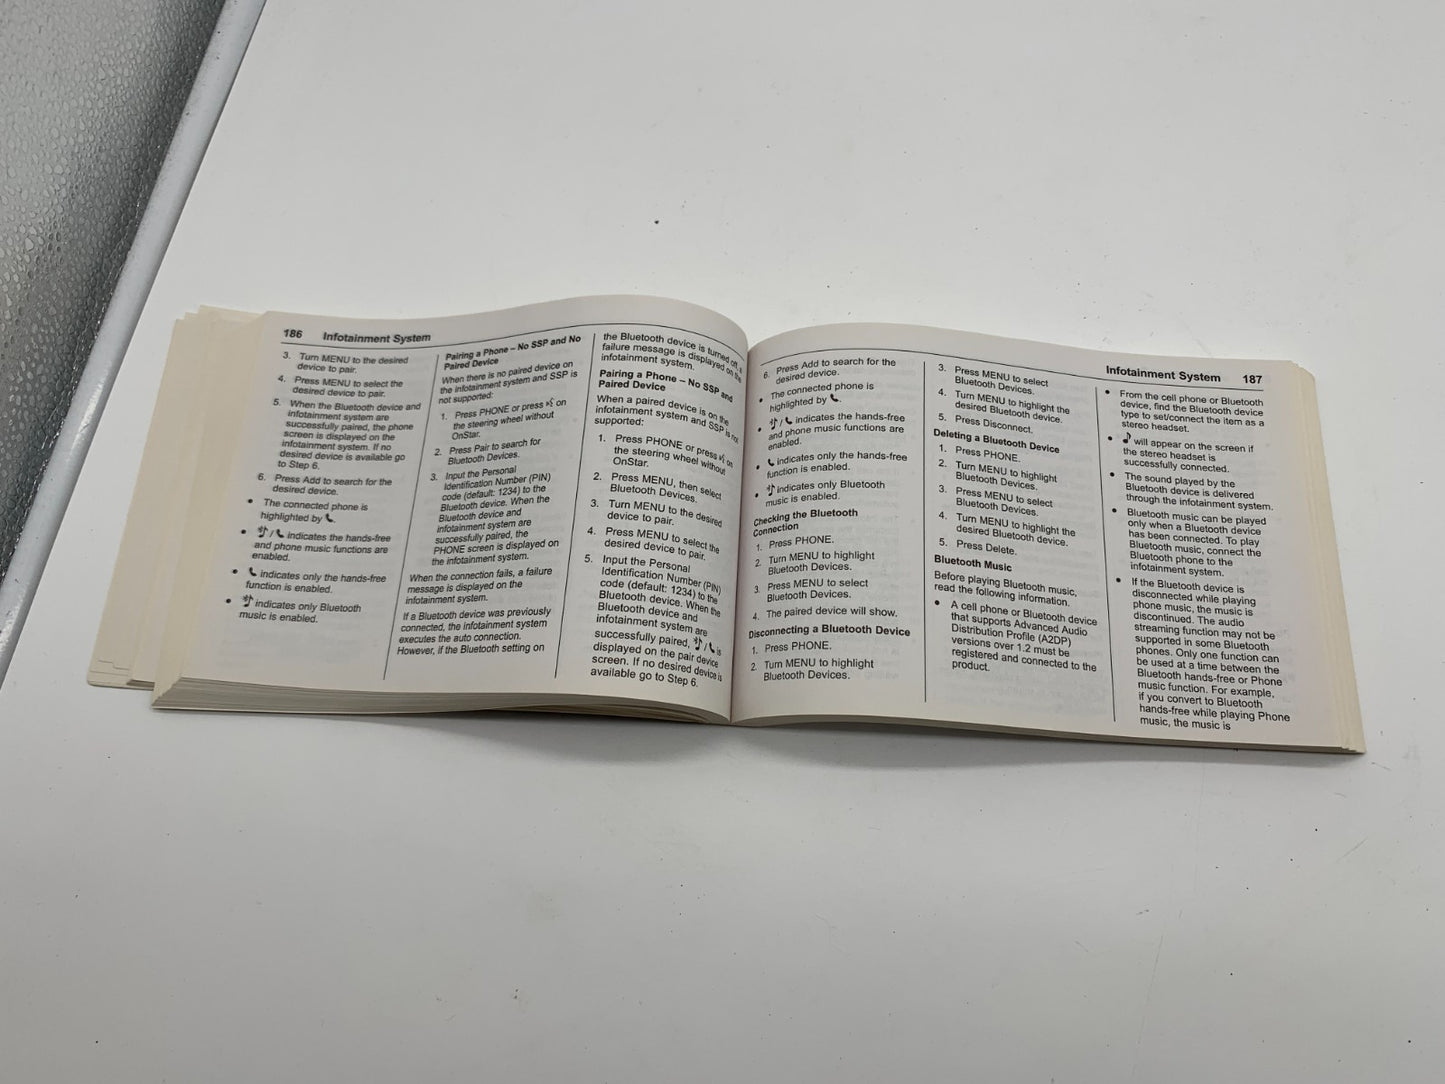 186 Infotainment System
3. Turn MENU to the desired
device to pair.
4. Press MENU to select the
desired device to pair.
5. When the Bluetooth device and
infotainment system are
successfully paired, the phone
screen is displayed on the
infotainment system. If no
desired device is available go
to Step 6.
6. Press Add to search for the
desired device.
• The connected phone is
highlighted by
• / indicates the hands-free
and phone music functions are
enabled.
• indicates only the hands-free
function is enabled.
• indicates only Bluetooth
music is enabled.
Pairing a Phone – No SSP and No
Paired Device
When there is no paired device on
the infotainment system and SSP is
not supported:
1. Press PHONE or press on
the steering wheel without
OnStar.
2. Press Pair to search for
Bluetooth Devices.
3. Input the Personal
Identification Number (PIN)
code (default: 1234) to the
Bluetooth device. When the
Bluetooth device and
infotainment system are
successfully paired, the
PHONE screen is displayed on
the infotainment system.
When the connection fails, a failure
message is displayed on the
infotainment system.
If a Bluetooth device was previously
connected, the infotainment system
executes the auto connection.
However, if the Bluetooth setting on
the Bluetooth device is turned off, a
failure message is displayed on the
infotainment system.
Pairing a Phone – No SSP and
Paired Device
When a paired device is on the
infotainment system and SSP is not
supported:
1. Press PHONE or press on
the steering wheel without
OnStar.
2. Press MENU, then select
Bluetooth Devices.
3. Turn MENU to the desired
device to pair.
4. Press MENU to select the
desired device to pair.
5. Input the Personal
Identification Number (PIN)
code (default: 1234) to the
Bluetooth device. When the
Bluetooth device and
infotainment system are
successfully paired, / is
displayed on the pair device
screen. If no desired device is
available go to Step 6.
Infotainment System 187
6. Press Add to search for the
desired device.
• The connected phone is
highlighted by .
• / indicates the hands-free
and phone music functions are
enabled.
• indicates only the hands-free
function is enabled.
• indicates only Bluetooth
music is enabled.
Checking the Bluetooth
Connection
1. Press PHONE.
2. Turn MENU to highlight
Bluetooth Devices.
3. Press MENU to select
Bluetooth Devices.
4. The paired device will show.
Disconnecting a Bluetooth Device
1. Press PHONE.
2. Turn MENU to highlight
Bluetooth Devices.
3. Press MENU to select
Bluetooth Devices.
4. Turn MENU to highlight the
desired Bluetooth device.
5. Press Disconnect.
Deleting a Bluetooth Device
1. Press PHONE.
2. Turn MENU to highlight
Bluetooth Devices.
3. Press MENU to select
Bluetooth Devices.
4. Turn MENU to highlight the
desired Bluetooth device.
5. Press Delete.
Bluetooth Music
Before playing Bluetooth music,
read the following information.
• A cell phone or Bluetooth device
that supports Advanced Audio
Distribution Profile (A2DP)
versions over 1.2 must be
registered and connected to the
product.
• From the cell phone or Bluetooth
device, find the Bluetooth device
type to set/connect the item as a
stereo headset.
• ♪ will appear on the screen if
the stereo headset is
successfully connected.
• The sound played by the
Bluetooth device is delivered
through the infotainment system.
• Bluetooth music can be played
only when a Bluetooth device
has been connected. To play
Bluetooth music, connect the
Bluetooth phone to the
infotainment system.
• If the Bluetooth device is
disconnected while playing
phone music, the music is
discontinued. The audio
streaming function may not be
supported in some Bluetooth
phones. Only one function can
be used at a time between the
Bluetooth hands-free or Phone
music function. For example,
if you convert to Bluetooth
hands-free while playing Phone
music, the music is